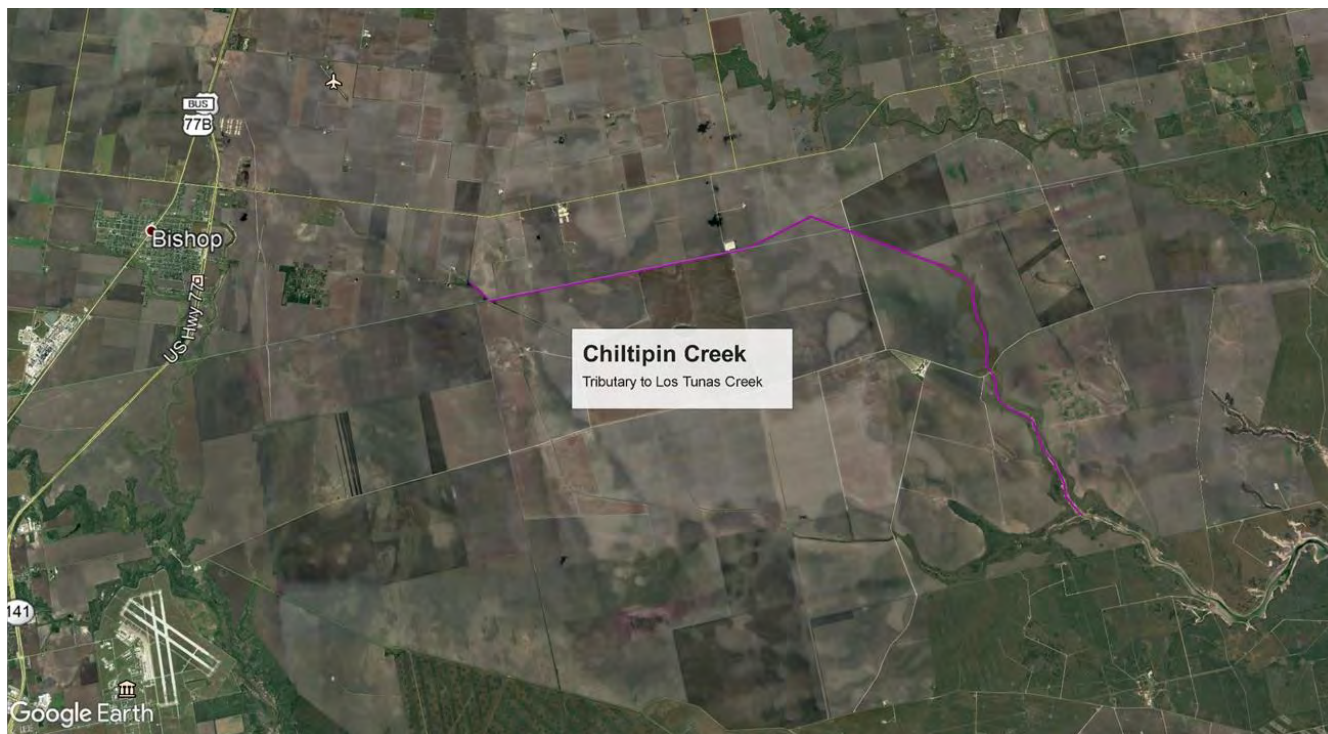 BUS
77B
Bishop
US Hwy 77
Chiltipin Creek
Tributary to Los Tunas Creek
141
Google Earth